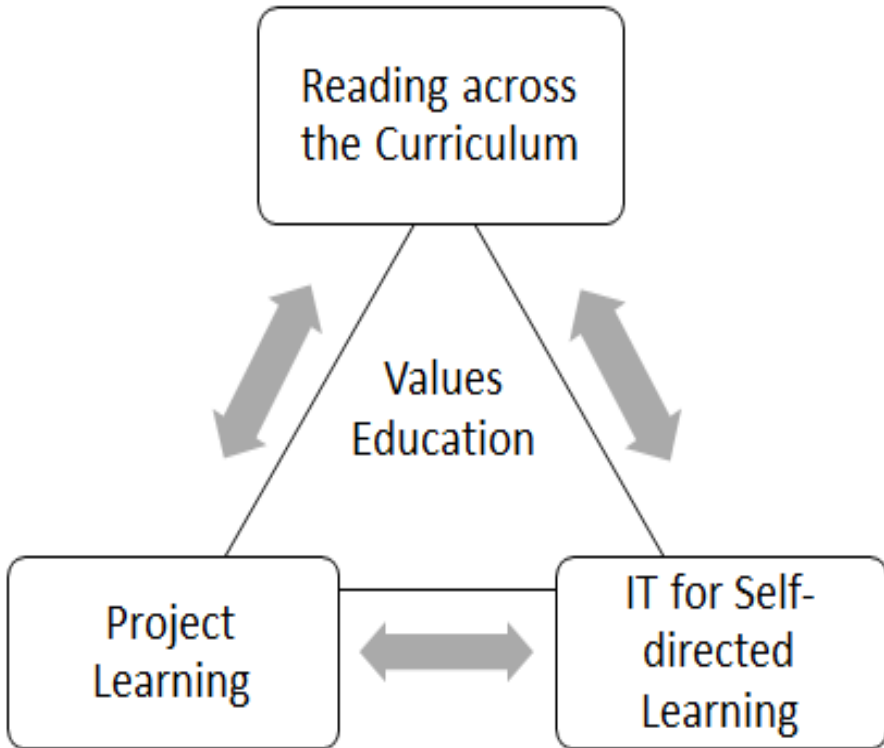 Reading across
the Curriculum
Values
Education
Project
Learning
IT for Self-
directed
Learning